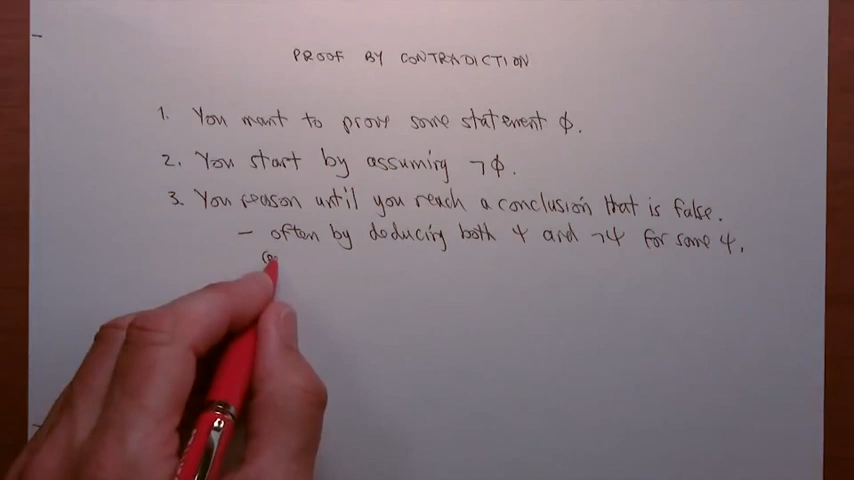 PROOF BY CONTRADICTION
1. You want to prove some statement φ.
2. You start by assuming ¬φ.
3. You reason until you reach a conclusion that is false.
– often by deducing both ψ and ¬ψ for some ψ.